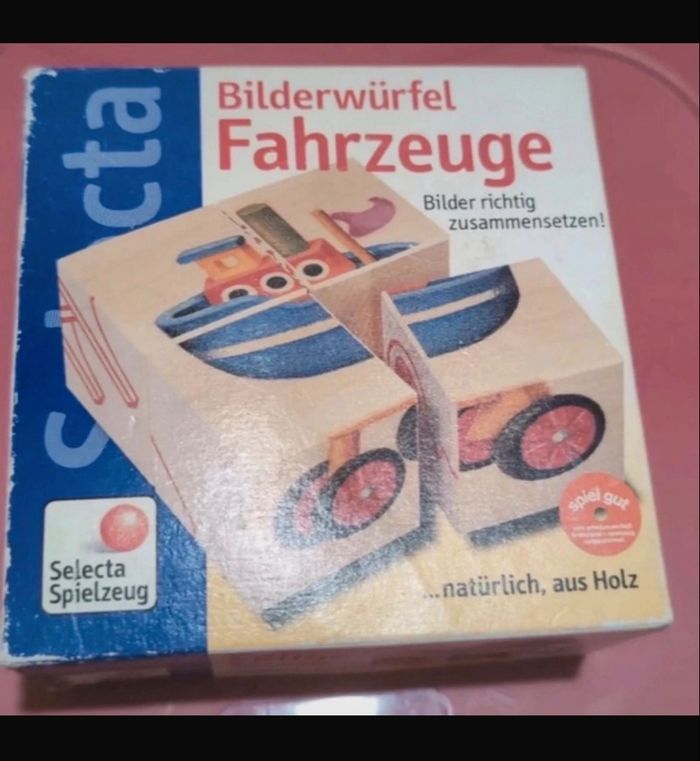 Selecta
Bilderwürfel
Fahrzeuge
Bilder richtig
zusammensetzen!
spiel gut
Selecta
Spielzeug
...natürlich, aus Holz